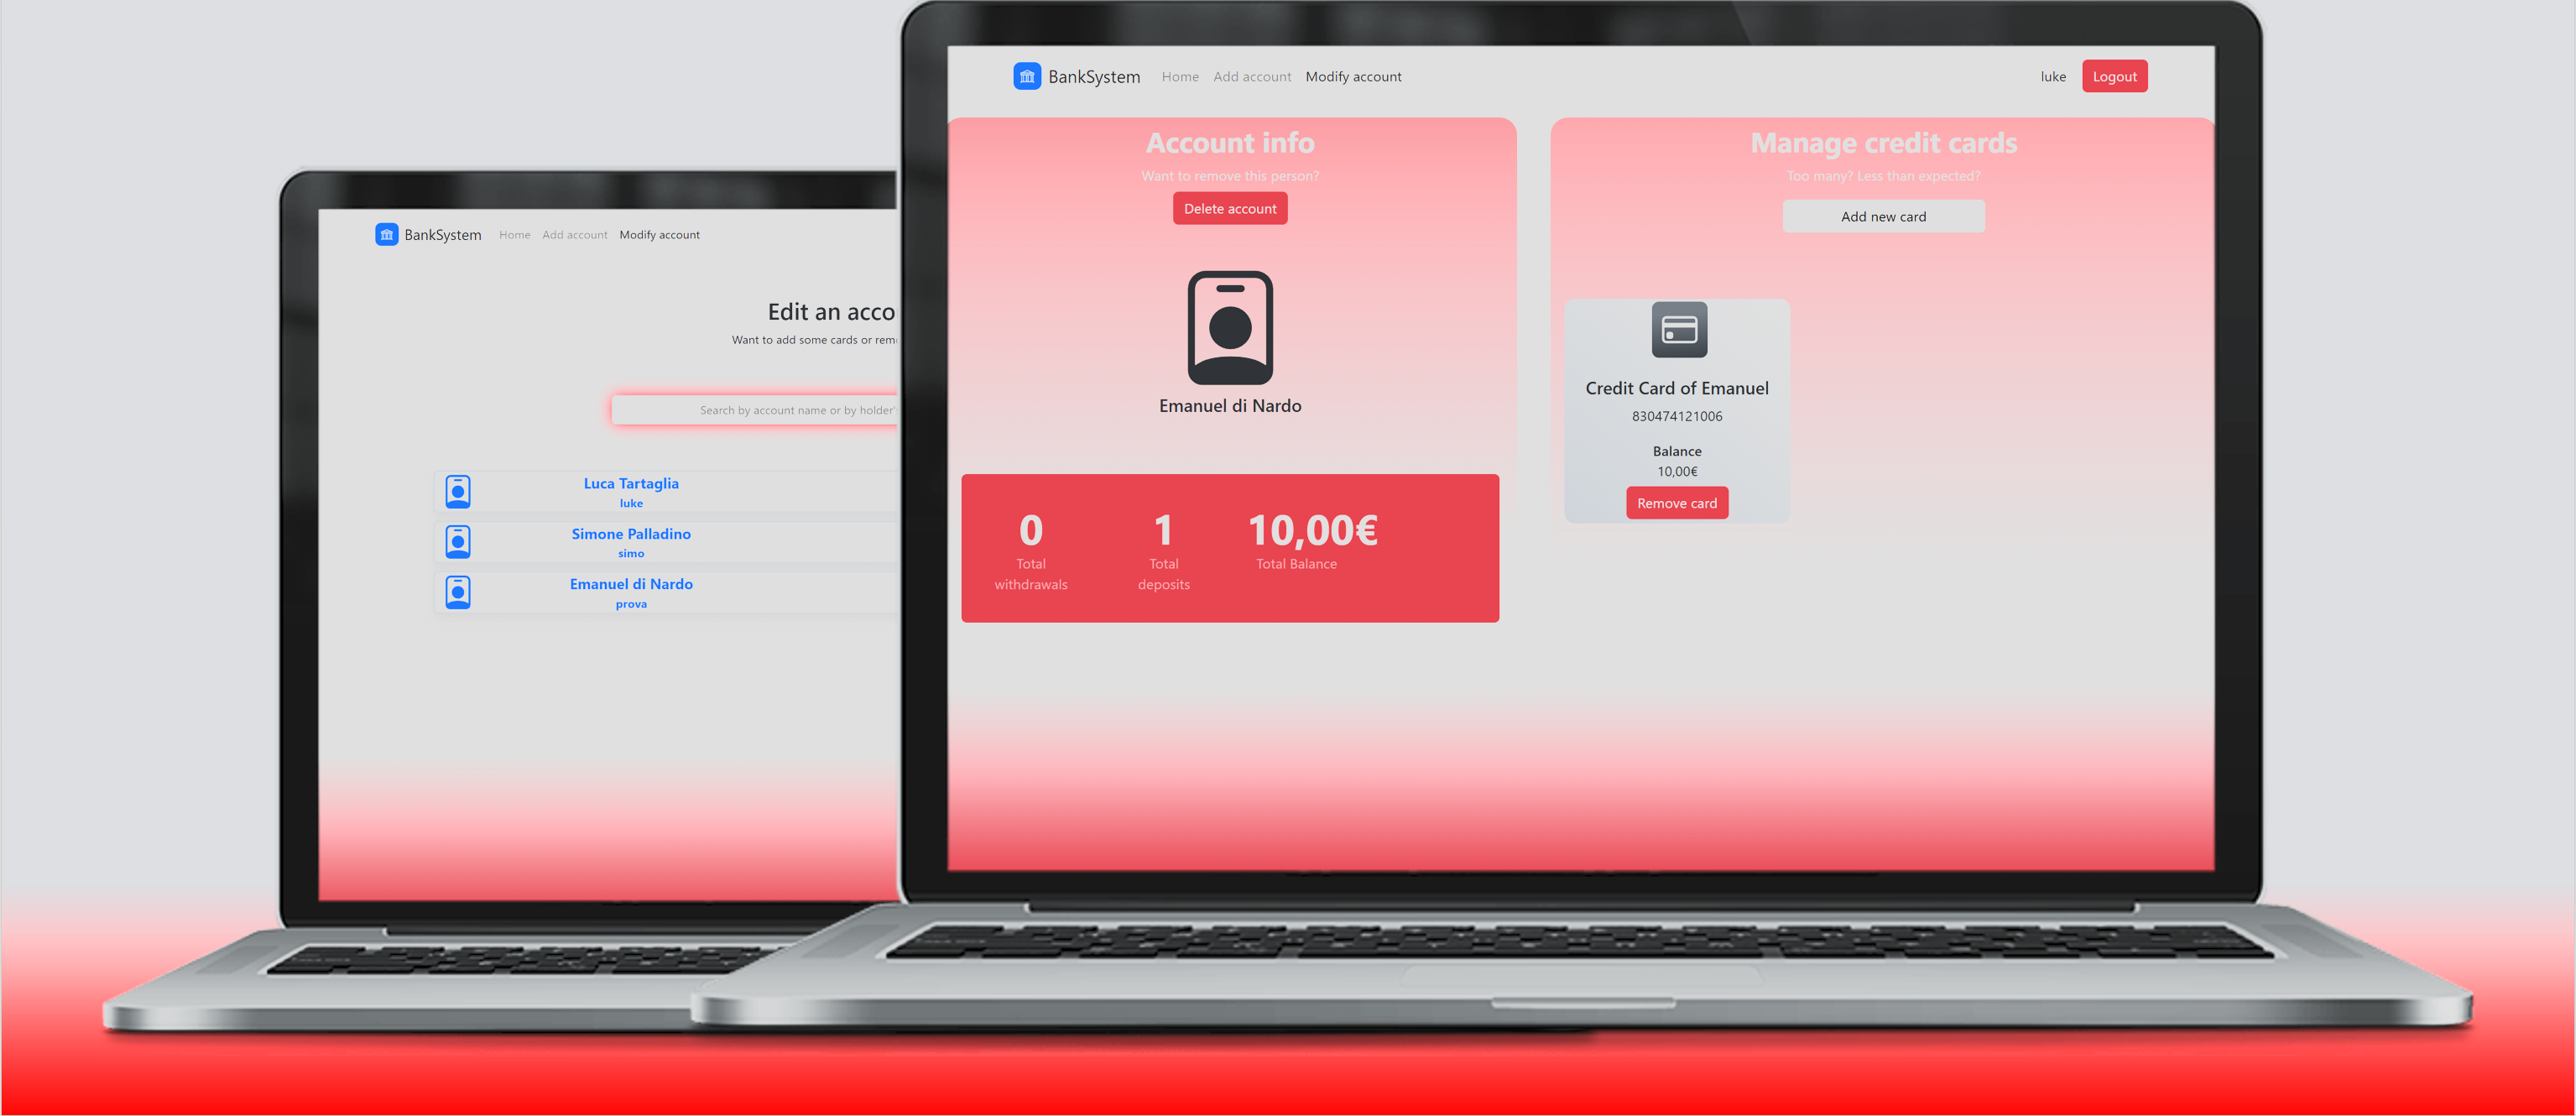 BankSystem Home Add account Modify account
Edit an acco
Want to add some cards or rem
Search by account name or by holder's
Luca Tartaglia
luke
Simone Palladino
simo
Emanuel di Nardo
prova
BankSystem Home Add account Modify account luke Logout
Account info
Want to remove this person?
Delete account
Emanuel di Nardo
0
Total
withdrawals
1
Total
deposits
10,00€
Total Balance
Manage credit cards
Too many? Less than expected?
Add new card
Credit Card of Emanuel
830474121006
Balance
10,00€
Remove card